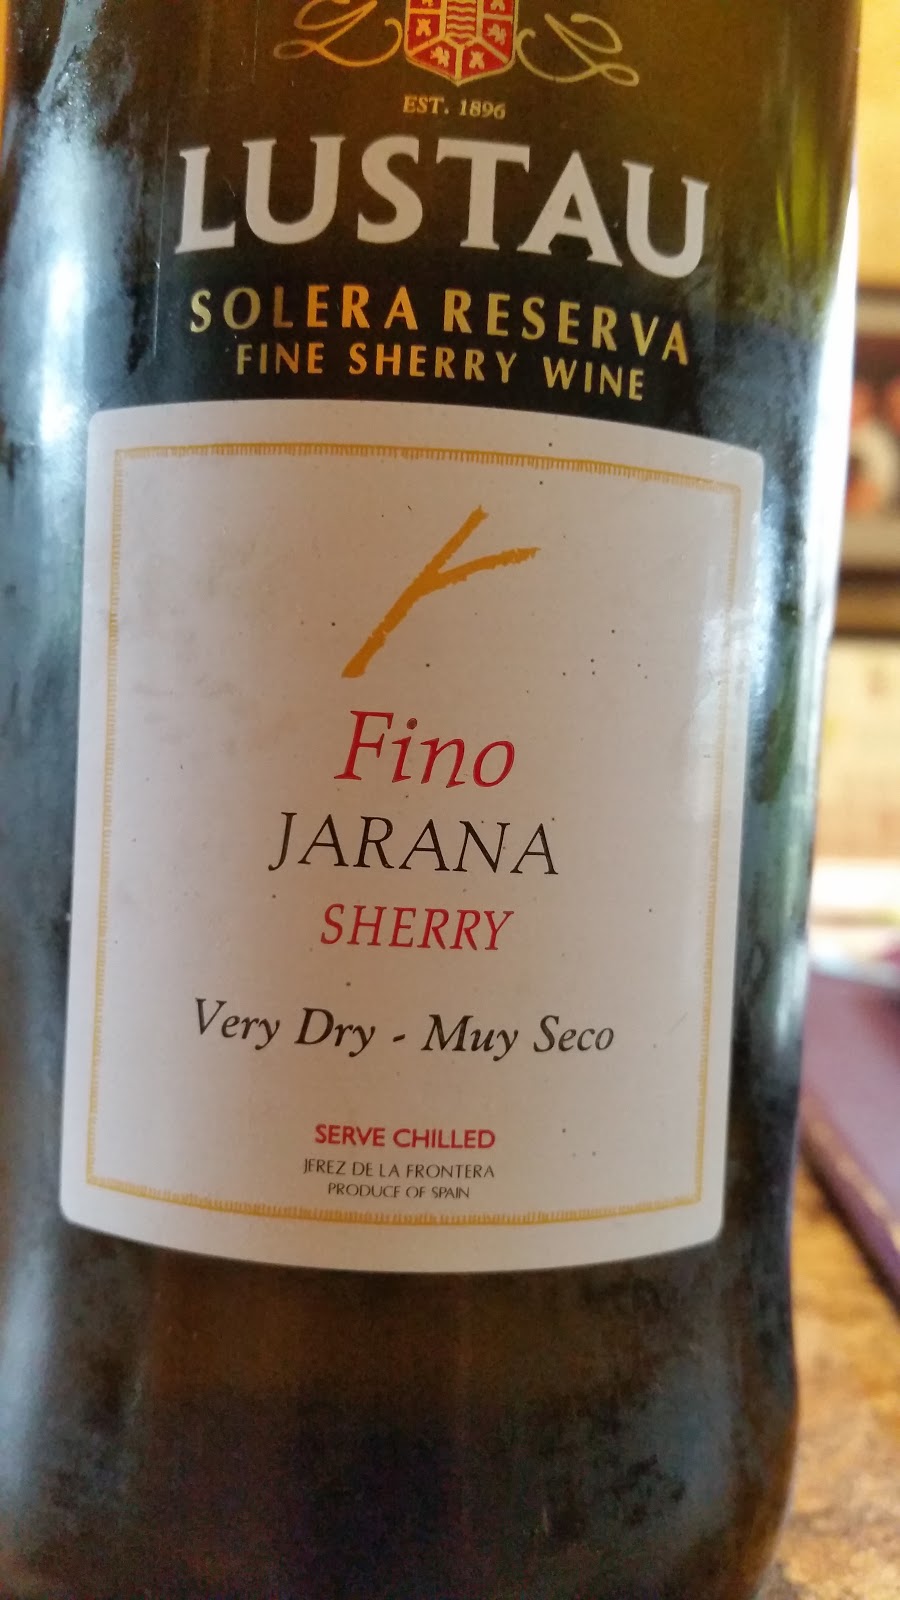 EST. 1896
LUSTAU
SOLERA RESERVA
FINE SHERRY WINE
Fino
JARANA
SHERRY
Very Dry - Muy Seco
SERVE CHILLED
JEREZ DE LA FRONTERA
PRODUCE OF SPAIN